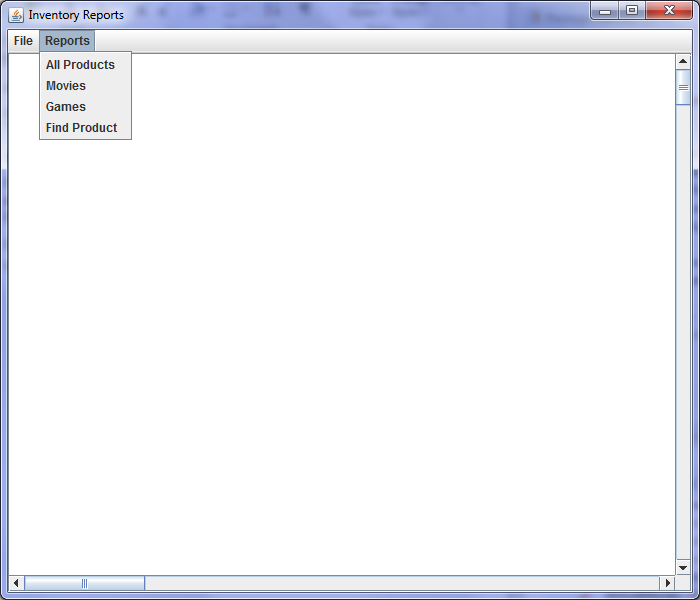 Inventory Reports
File Reports
All Products
Movies
Games
Find Product